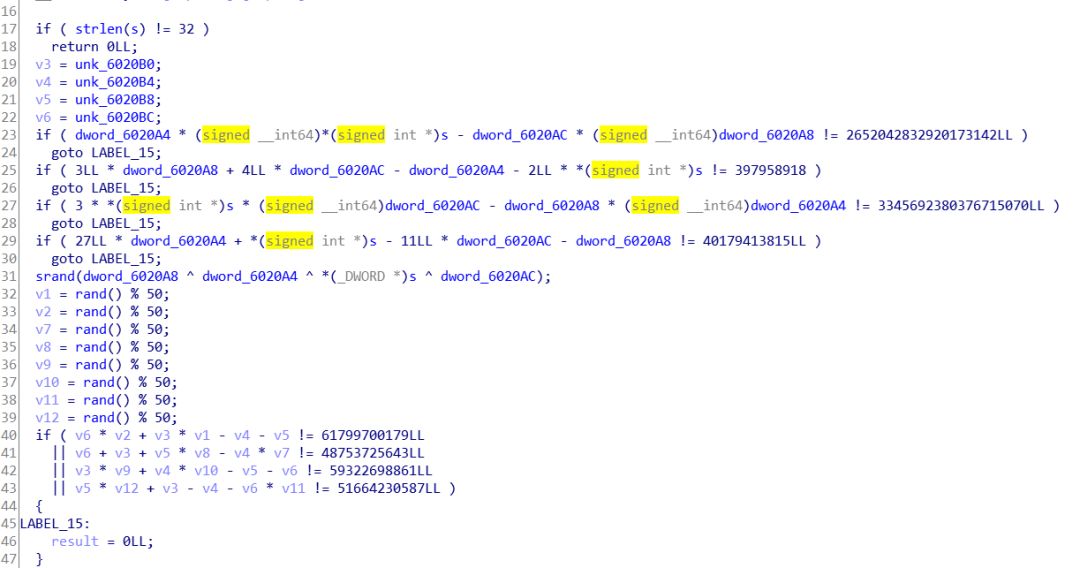 16
17 if ( strlen(s) != 32 )
18 return 0LL;
19 v3 = unk_6020B0;
20 v4 = unk_6020B4;
21 v5 = unk_6020B8;
22 v6 = unk_6020BC;
23 if ( dword_6020A4 * (signed __int64)*(signed int *)s - dword_6020AC * (signed __int64)dword_6020A8 != 2652042832920173142LL )
24 goto LABEL_15;
25 if ( 3LL * dword_6020A8 + 4LL * dword_6020AC - dword_6020A4 - 2LL * *(signed int *)s != 397958918 )
26 goto LABEL_15;
27 if ( 3 * *(signed int *)s * (signed __int64)dword_6020AC - dword_6020A8 * (signed __int64)dword_6020A4 != 3345692380376715070LL )
28 goto LABEL_15;
29 if ( 27LL * dword_6020A4 + *(signed int *)s - 11LL * dword_6020AC - dword_6020A8 != 40179413815LL )
30 goto LABEL_15;
31 srand(dword_6020A8 ^ dword_6020A4 ^ *(_DWORD *)s ^ dword_6020AC);
32 v1 = rand() % 50;
33 v2 = rand() % 50;
34 v7 = rand() % 50;
35 v8 = rand() % 50;
36 v9 = rand() % 50;
37 v10 = rand() % 50;
38 v11 = rand() % 50;
39 v12 = rand() % 50;
40 if ( v6 * v2 + v3 * v1 - v4 - v5 != 61799700179LL
41 || v6 + v3 + v5 * v8 - v4 * v7 != 48753725643LL
42 || v3 * v9 + v4 * v10 - v5 - v6 != 59322698861LL
43 || v5 * v12 + v3 - v4 - v6 * v11 != 51664230587LL )
44 {
45 LABEL_15:
46 result = 0LL;
47 }